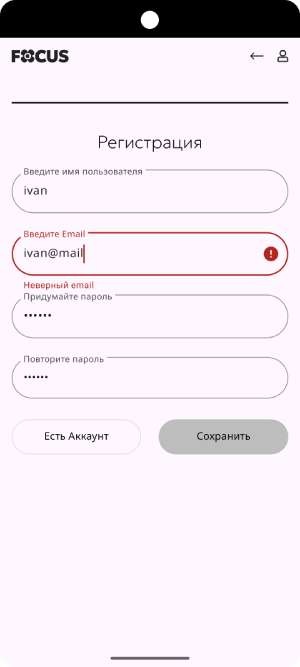 FOCUS
Регистрация
Введите имя пользователя
ivan
Введите Email
ivan@mail
Неверный email
Придумайте пароль
••••••
Повторите пароль
••••••
Есть Аккаунт
Сохранить